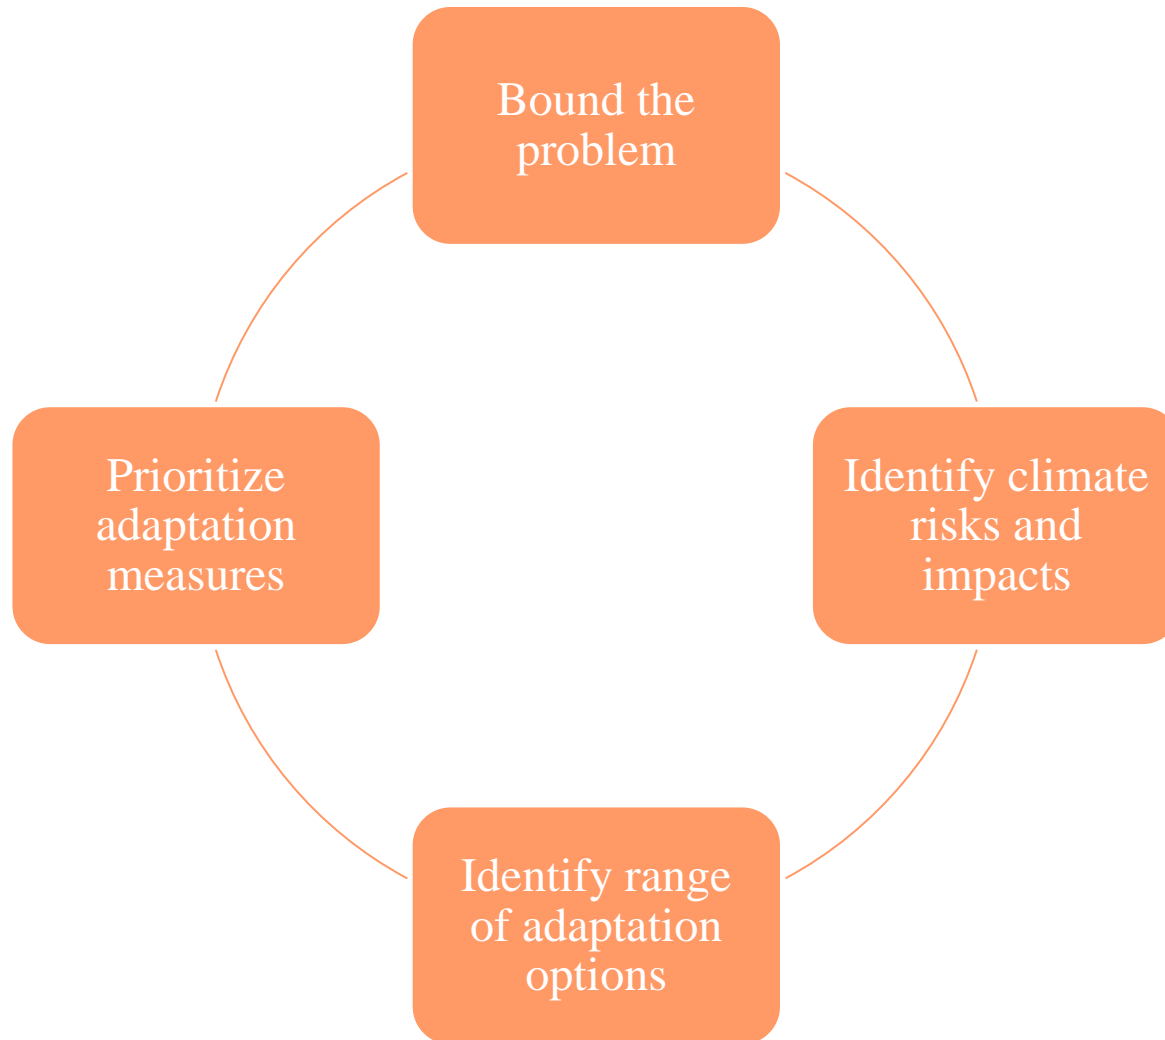 Bound the
problem
Identify climate
risks and
impacts
Identify range
of adaptation
options
Prioritize
adaptation
measures